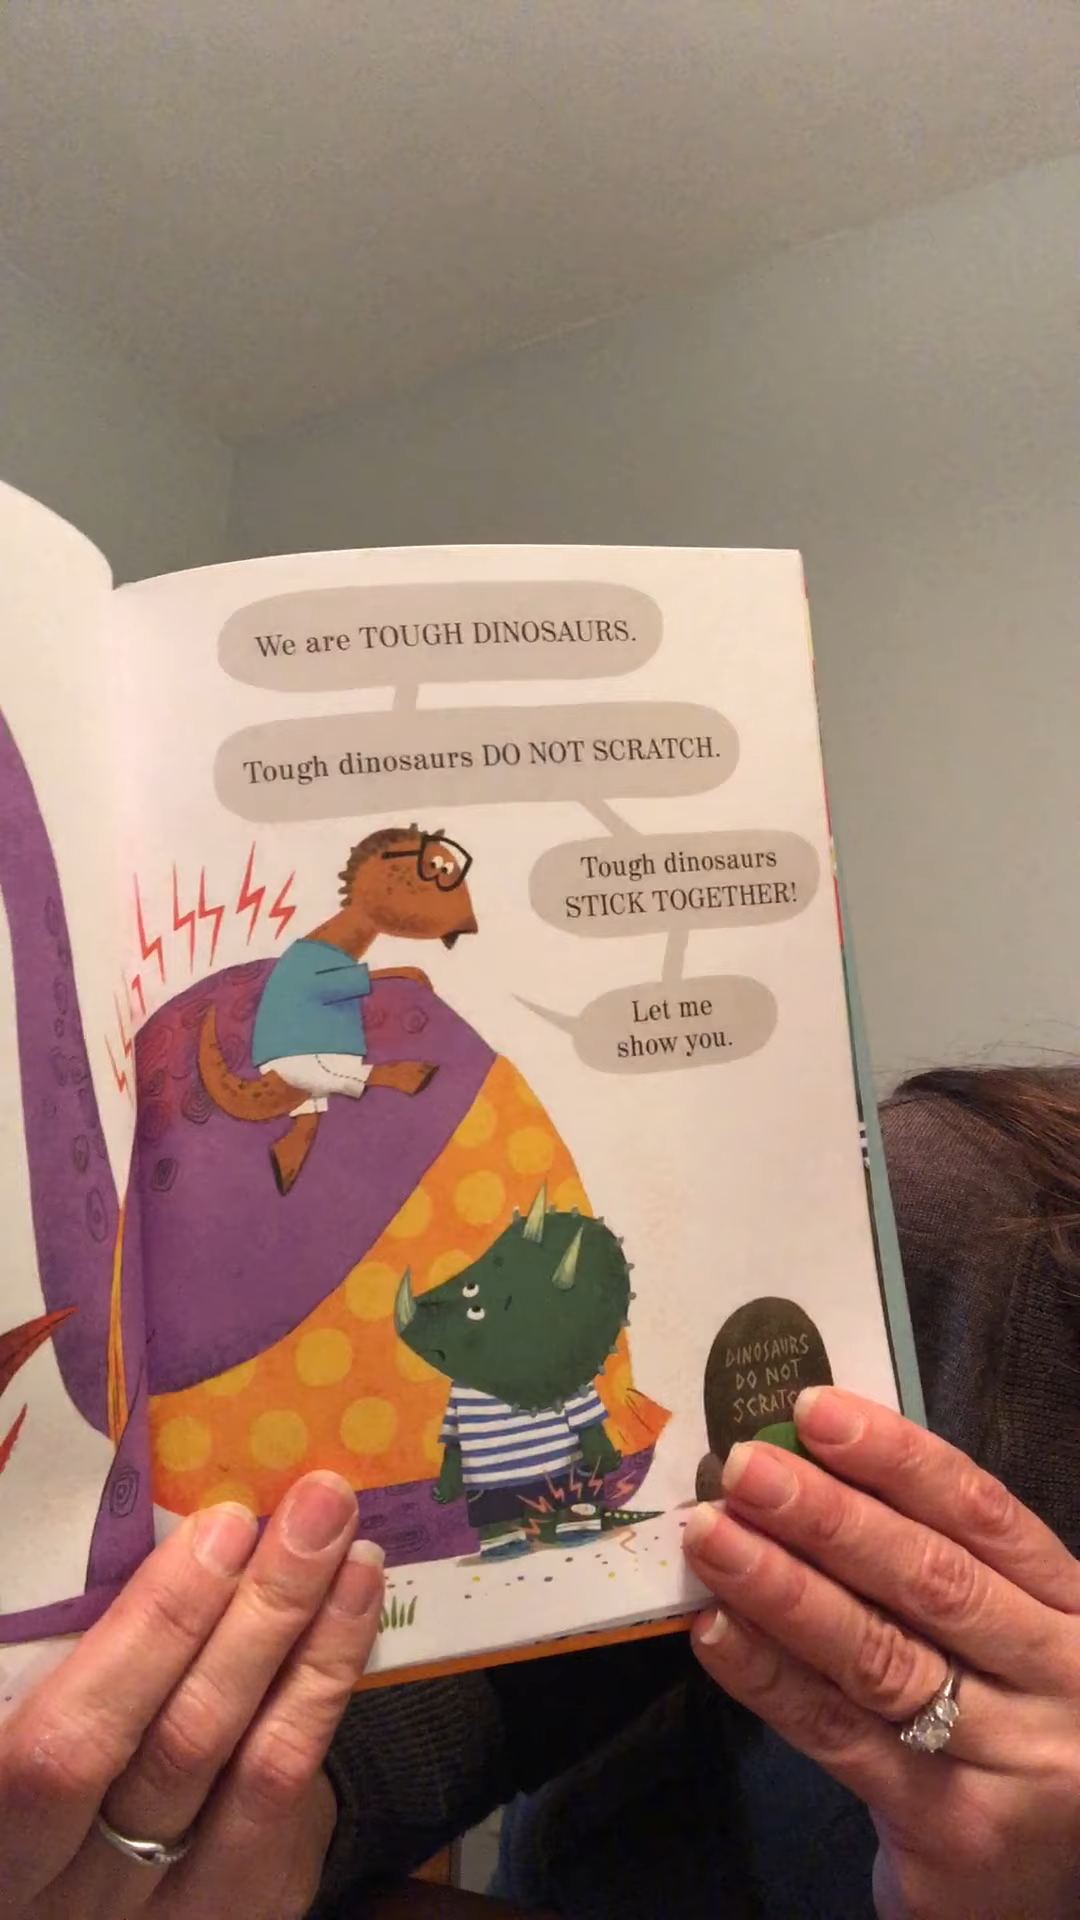 We are TOUGH DINOSAURS.
Tough dinosaurs DO NOT SCRATCH.
Tough dinosaurs
STICK TOGETHER!
Let me
show you.
DINOSAURS
DO NOT